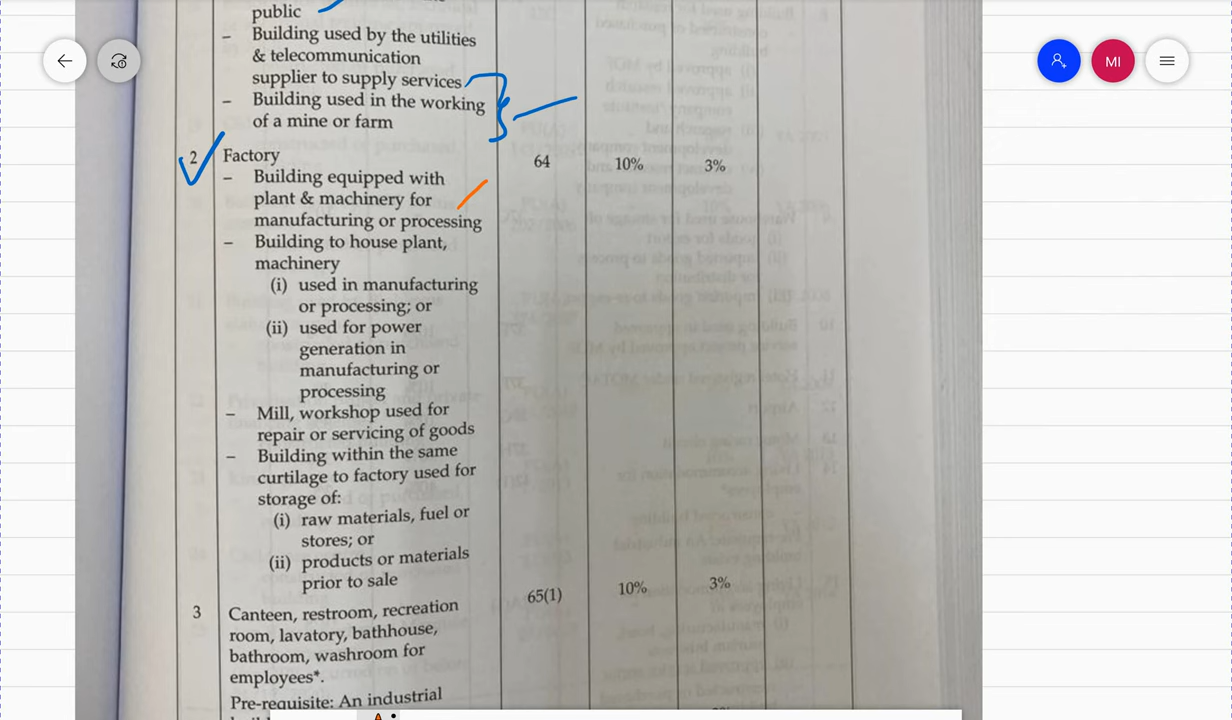 public
– Building used by the utilities
& telecommunication
supplier to supply services
– Building used in the working
of a mine or farm
2 Factory 64 10% 3%
– Building equipped with
plant & machinery for
manufacturing or processing
– Building to house plant,
machinery
(i) used in manufacturing
or processing; or
(ii) used for power
generation in
manufacturing or
processing
– Mill, workshop used for
repair or servicing of goods
– Building within the same
curtilage to factory used for
storage of:
(i) raw materials, fuel or
stores; or
(ii) products or materials
prior to sale
3 Canteen, restroom, recreation 65(1) 10% 3%
room, lavatory, bathhouse,
bathroom, washroom for
employees*.
Pre-requisite: An industrial
MI